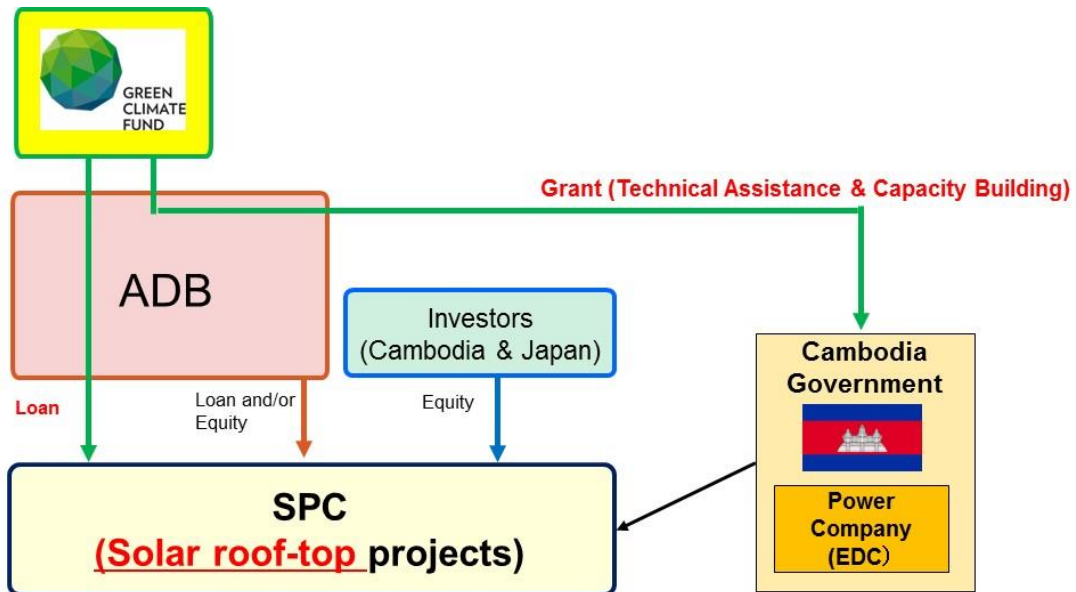 GREEN
CLIMATE
FUND
Grant (Technical Assistance & Capacity Building)
ADB
Investors
(Cambodia & Japan)
Cambodia
Government
Loan
Loan and/or
Equity
Equity
SPC
(Solar roof-top projects)
Power
Company
(EDC）